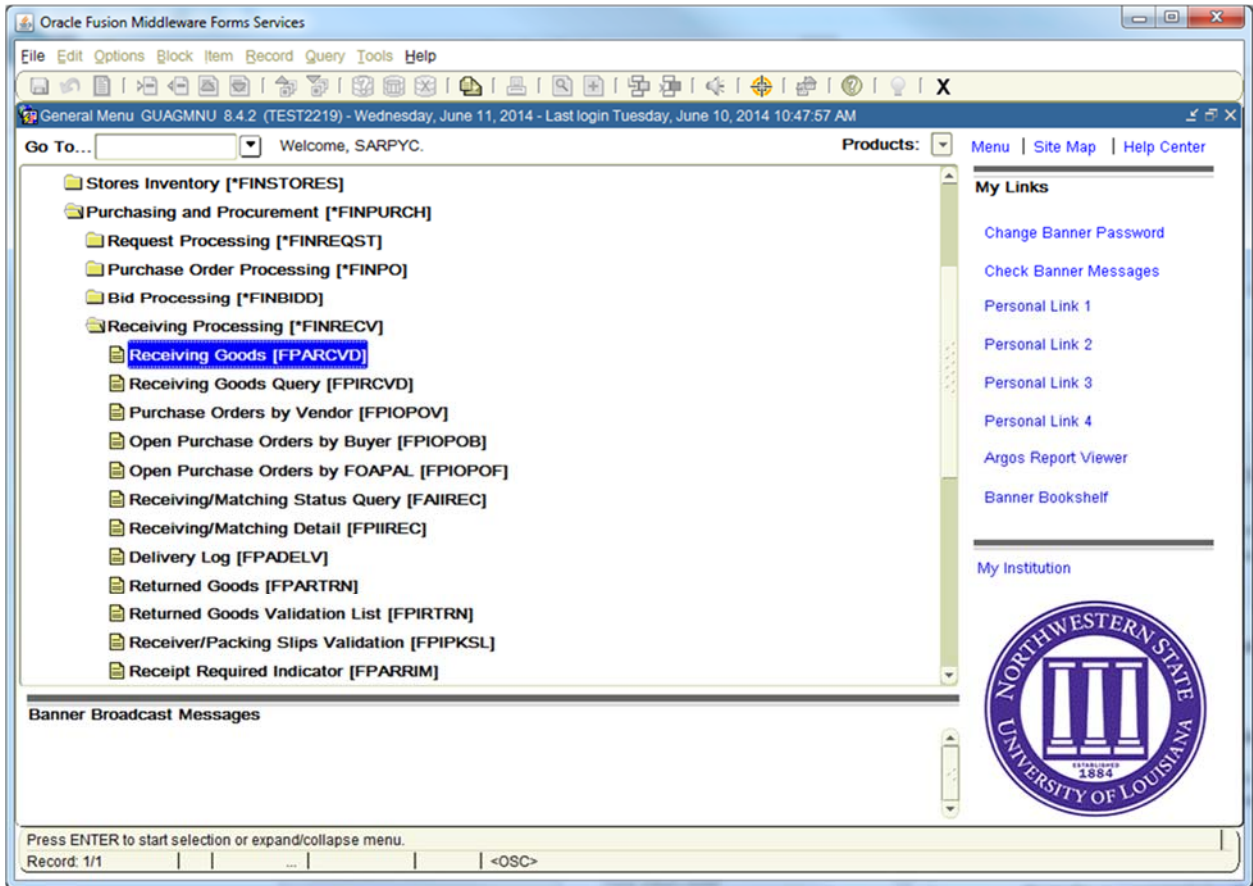 Oracle Fusion Middleware Forms Services
File Edit Options Block Item Record Query Tools Help
X
General Menu GUAGMNU 8.4.2 (TEST2219) - Wednesday, June 11, 2014 - Last login Tuesday, June 10, 2014 10:47:57 AM
Go To... Welcome, SARPYC. Products: Menu | Site Map | Help Center
Stores Inventory [*FINSTORES]
Purchasing and Procurement [*FINPURCH]
Request Processing [*FINREQST]
Purchase Order Processing [*FINPO]
Bid Processing [*FINBIDD]
Receiving Processing [*FINRECV]
Receiving Goods [FPARCVD]
Receiving Goods Query [FPIRCVD]
Purchase Orders by Vendor [FPIOPOV]
Open Purchase Orders by Buyer [FPIOPOB]
Open Purchase Orders by FOAPAL [FPIOPOF]
Receiving/Matching Status Query [FAIIREC]
Receiving/Matching Detail [FPIIREC]
Delivery Log [FPADELV]
Returned Goods [FPARTRN]
Returned Goods Validation List [FPIRTRN]
Receiver/Packing Slips Validation [FPIPKSL]
Receipt Required Indicator [FPARRIM]
My Links
Change Banner Password
Check Banner Messages
Personal Link 1
Personal Link 2
Personal Link 3
Personal Link 4
Argos Report Viewer
Banner Bookshelf
My Institution
NORTHWESTERN STATE
UNIVERSITY OF LOUISIANA
ESTABLISHED
1884
Banner Broadcast Messages
Press ENTER to start selection or expand/collapse menu.
Record: 1/1 ... <OSC>